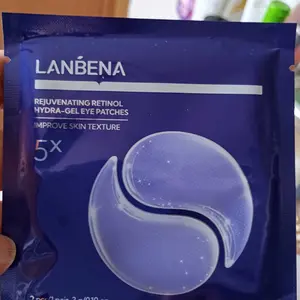 LANBENA
REJUVENATING RETINOL
HYDRA-GEL EYE PATCHES
IMPROVE SKIN TEXTURE
5X